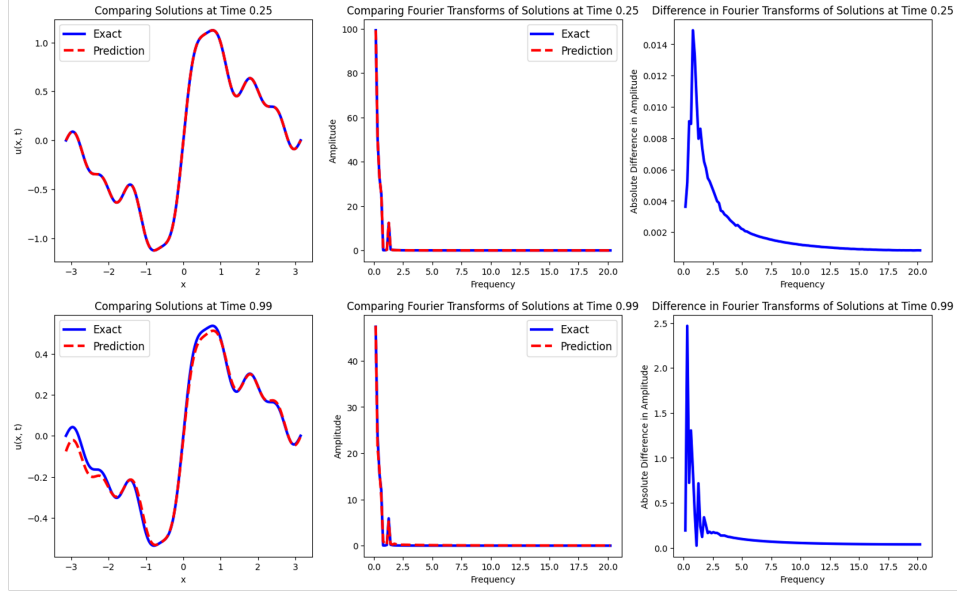 Comparing Solutions at Time 0.25
Exact
Prediction
1.0
0.5
0.0
−0.5
−1.0
u(x, t)
−3 −2 −1 0 1 2 3
x
Comparing Fourier Transforms of Solutions at Time 0.25
Exact
Prediction
100
80
60
40
20
0
Amplitude
0.0 2.5 5.0 7.5 10.0 12.5 15.0 17.5 20.0
Frequency
Difference in Fourier Transforms of Solutions at Time 0.25
0.014
0.012
0.010
0.008
0.006
0.004
0.002
Absolute Difference in Amplitude
0.0 2.5 5.0 7.5 10.0 12.5 15.0 17.5 20.0
Frequency
Comparing Solutions at Time 0.99
Exact
Prediction
0.4
0.2
0.0
−0.2
−0.4
u(x, t)
−3 −2 −1 0 1 2 3
x
Comparing Fourier Transforms of Solutions at Time 0.99
Exact
Prediction
40
30
20
10
0
Amplitude
0.0 2.5 5.0 7.5 10.0 12.5 15.0 17.5 20.0
Frequency
Difference in Fourier Transforms of Solutions at Time 0.99
2.5
2.0
1.5
1.0
0.5
0.0
Absolute Difference in Amplitude
0.0 2.5 5.0 7.5 10.0 12.5 15.0 17.5 20.0
Frequency